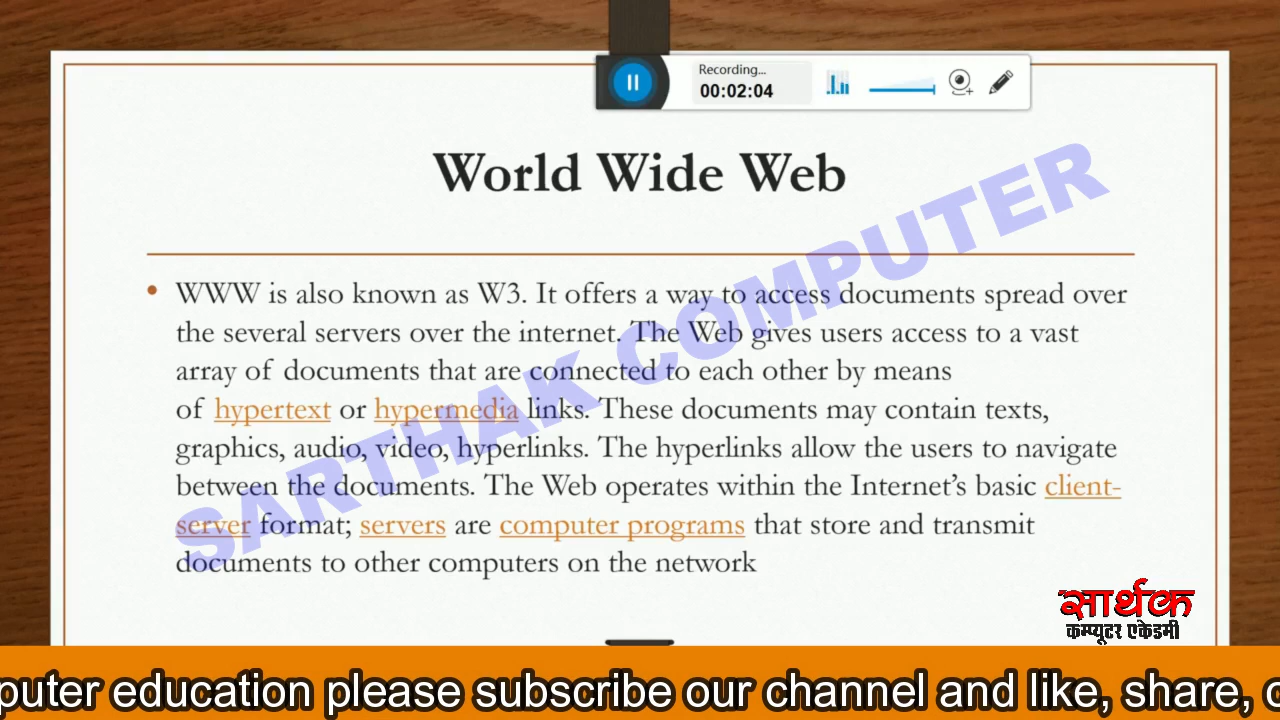 Recording...
00:02:04
World Wide Web
• WWW is also known as W3. It offers a way to access documents spread over
the several servers over the internet. The Web gives users access to a vast
array of documents that are connected to each other by means
of hypertext or hypermedia links. These documents may contain texts,
graphics, audio, video, hyperlinks. The hyperlinks allow the users to navigate
between the documents. The Web operates within the Internet’s basic client-
server format; servers are computer programs that store and transmit
documents to other computers on the network
SARTHAK COMPUTER
सार्थक
कम्प्यूटर एकेडमी
puter education please subscribe our channel and like, share, c